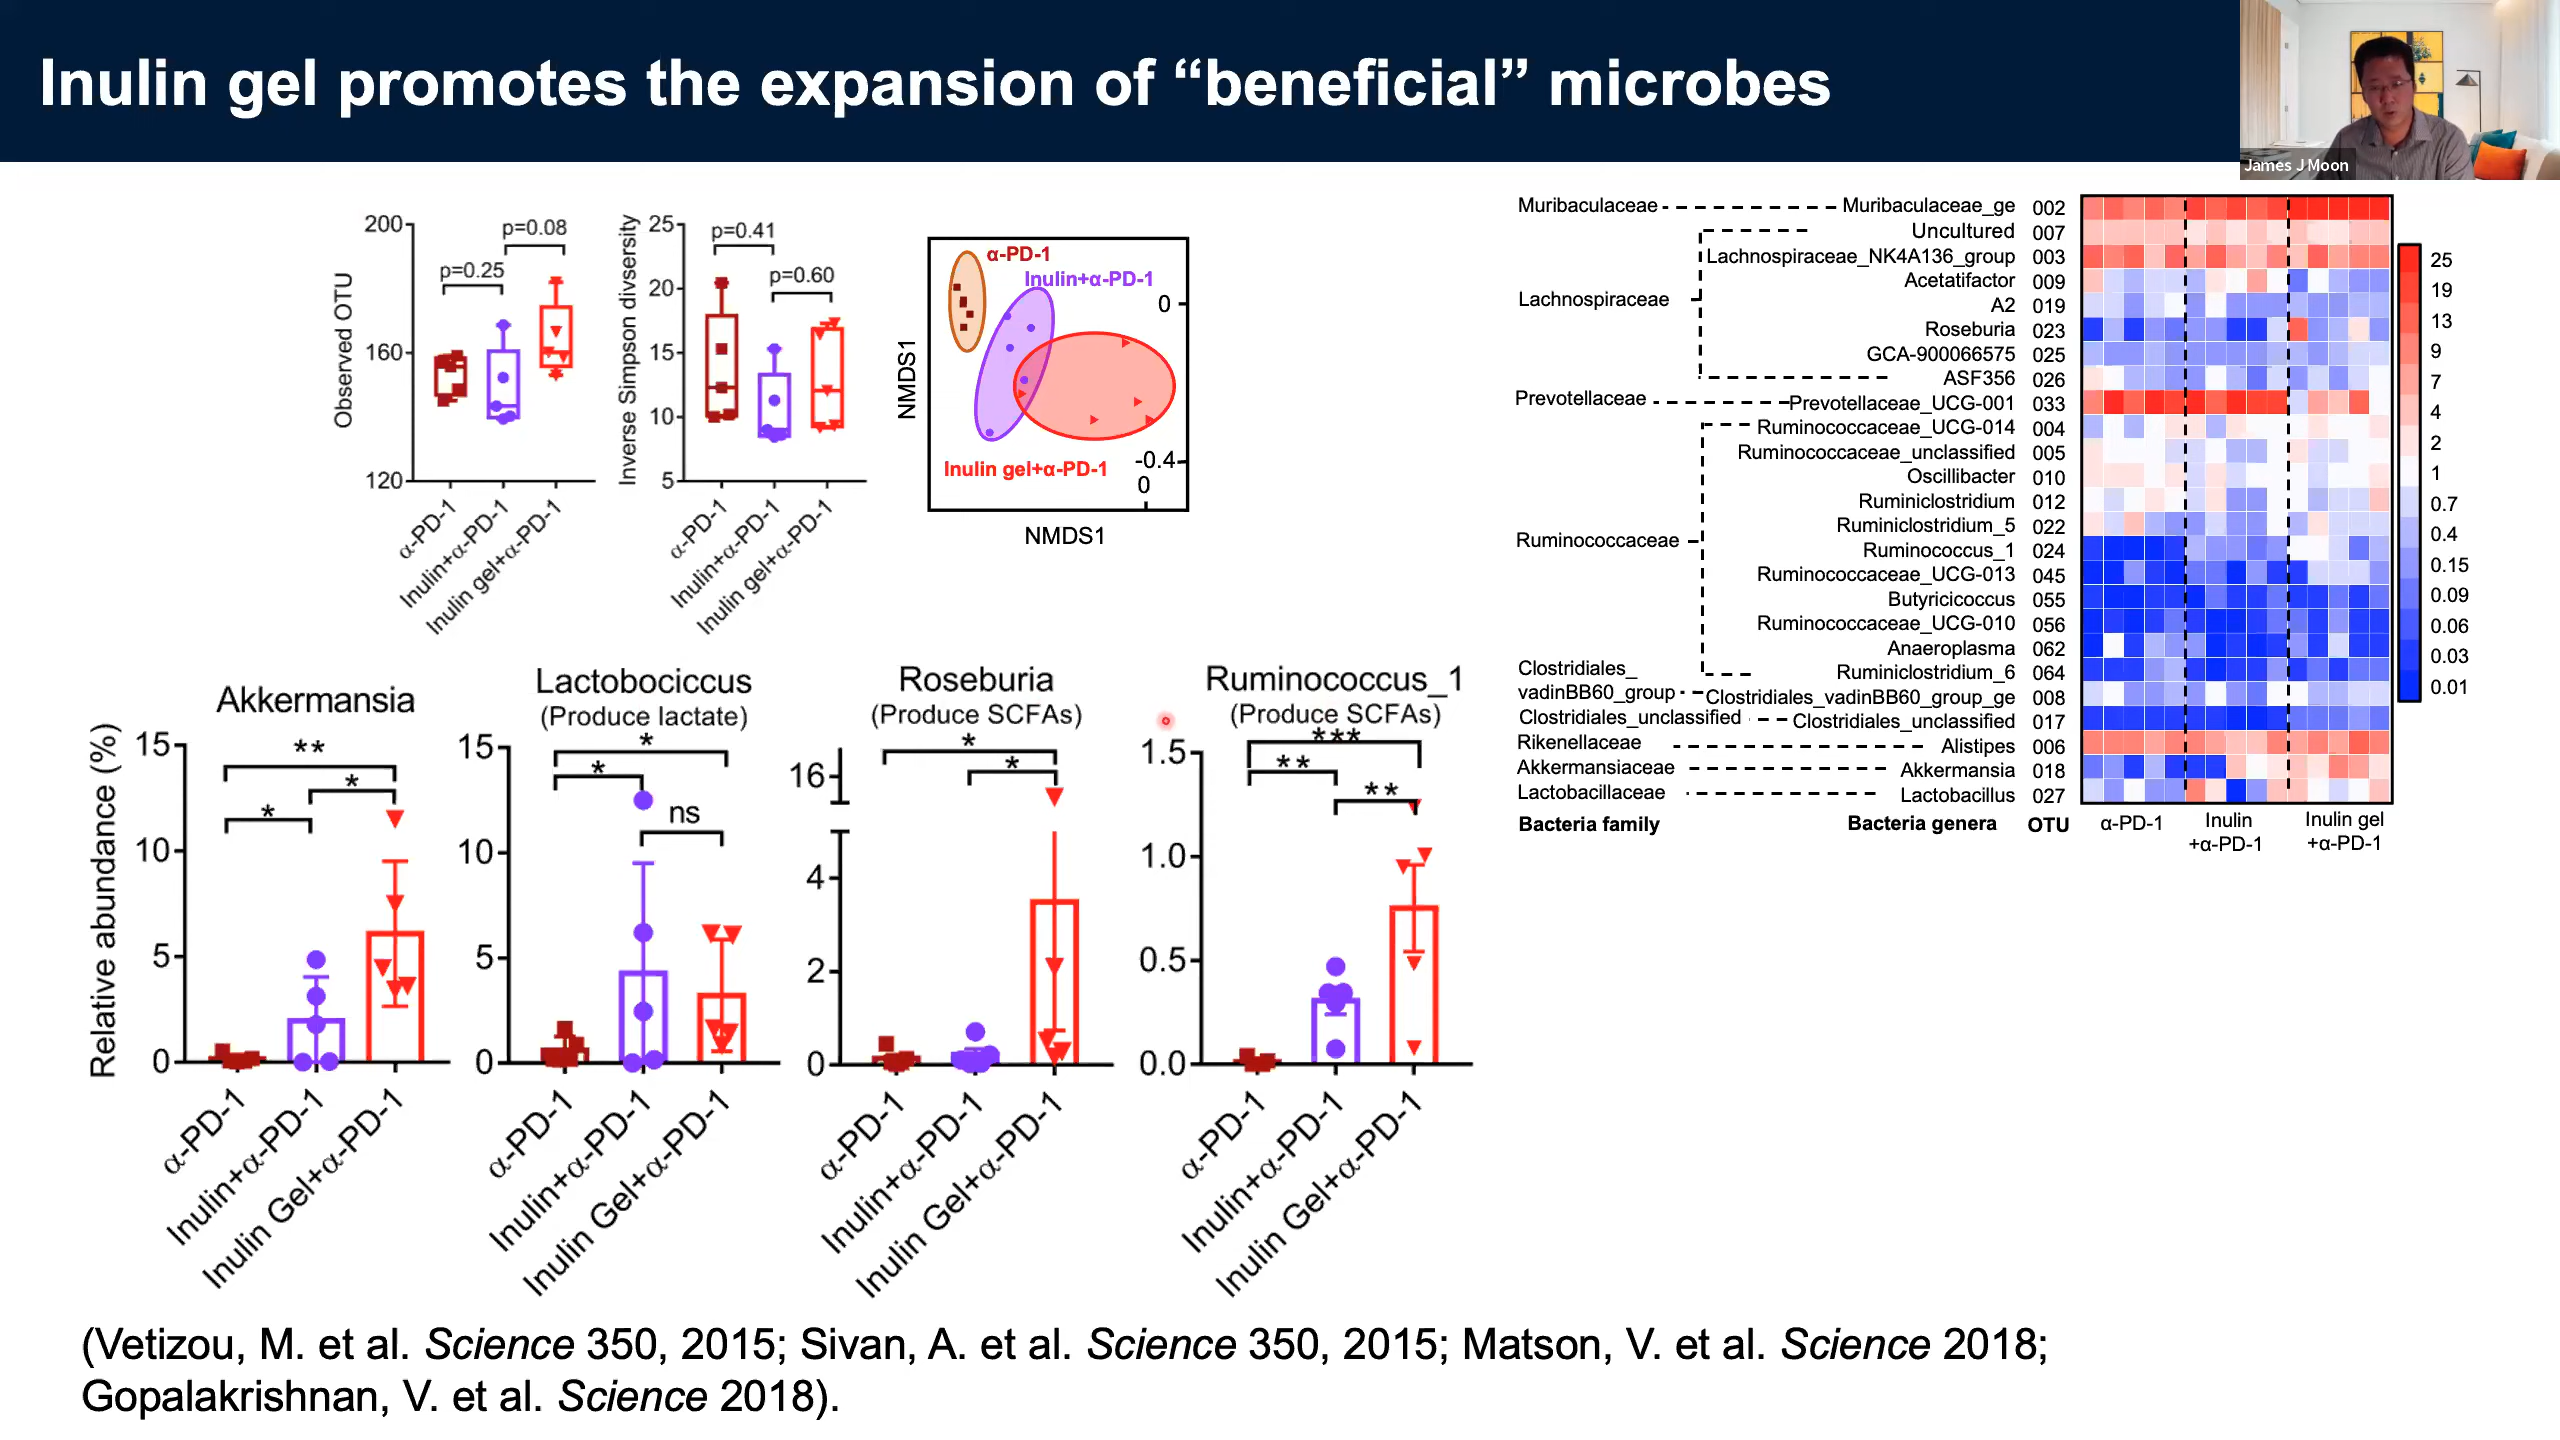 Inulin gel promotes the expansion of “beneficial” microbes
James J Moon
Observed OTU
200
160
120
p=0.25
p=0.08
α-PD-1
Inulin+α-PD-1
Inulin gel+α-PD-1
Inverse Simpson divsersity
25
20
15
10
5
p=0.41
p=0.60
α-PD-1
Inulin+α-PD-1
Inulin gel+α-PD-1
NMDS1
α-PD-1
Inulin+α-PD-1
Inulin gel+α-PD-1
0
-0.4
0
NMDS1
Muribaculaceae Muribaculaceae_ge 002
Uncultured 007
Lachnospiraceae_NK4A136_group 003
Acetatifactor 009
Lachnospiraceae
A2 019
Roseburia 023
GCA-900066575 025
ASF356 026
Prevotellaceae Prevotellaceae_UCG-001 033
Ruminococcaceae_UCG-014 004
Ruminococcaceae_unclassified 005
Oscillibacter 010
Ruminiclostridium 012
Ruminiclostridium_5 022
Ruminococcaceae
Ruminococcus_1 024
Ruminococcaceae_UCG-013 045
Butyricicoccus 055
Ruminococcaceae_UCG-010 056
Anaeroplasma 062
Ruminiclostridium_6 064
Clostridiales_
vadinBB60_group Clostridiales_vadinBB60_group_ge 008
Clostridiales_unclassified Clostridiales_unclassified 017
Rikenellaceae Alistipes 006
Akkermansiaceae Akkermansia 018
Lactobacillaceae Lactobacillus 027
Bacteria family Bacteria genera OTU
α-PD-1
Inulin
+α-PD-1
Inulin gel
+α-PD-1
25
19
13
9
7
4
2
1
0.7
0.4
0.15
0.09
0.06
0.03
0.01
Akkermansia
Relative abundance (%)
15
10
5
0
**
*
*
α-PD-1
Inulin+α-PD-1
Inulin Gel+α-PD-1
Lactobociccus
(Produce lactate)
15
10
5
0
*
*
ns
α-PD-1
Inulin+α-PD-1
Inulin Gel+α-PD-1
Roseburia
(Produce SCFAs)
16
4
2
0
*
*
α-PD-1
Inulin+α-PD-1
Inulin Gel+α-PD-1
Ruminococcus_1
(Produce SCFAs)
1.5
1.0
0.5
0.0
***
**
**
α-PD-1
Inulin+α-PD-1
Inulin Gel+α-PD-1
(Vetizou, M. et al. Science 350, 2015; Sivan, A. et al. Science 350, 2015; Matson, V. et al. Science 2018;
Gopalakrishnan, V. et al. Science 2018).